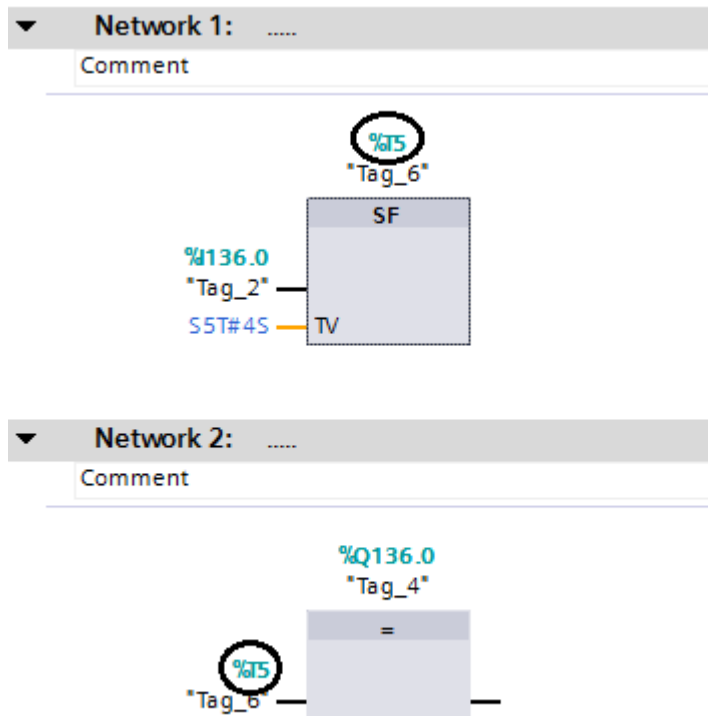 Network 1: .....
Comment
%T5
"Tag_6"
SF
%I136.0
"Tag_2"
S5T#4S
TV
Network 2: .....
Comment
%Q136.0
"Tag_4"
=
%T5
"Tag_6"